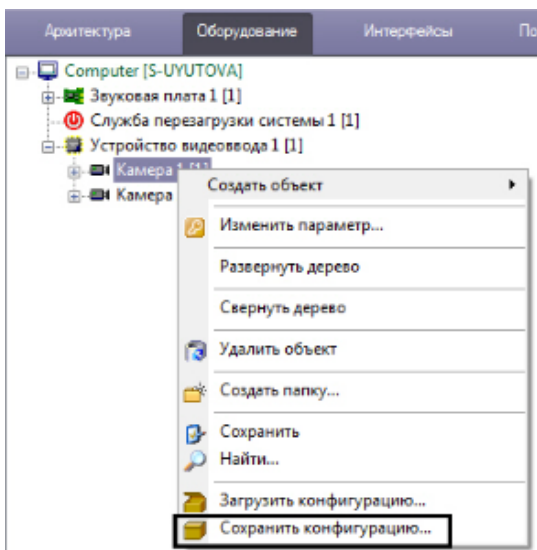 Архитектура Оборудование Интерфейсы
Computer [S-UYUTOVA]
Звуковая плата 1 [1]
Служба перезагрузки системы 1 [1]
Устройство видеоввода 1 [1]
Камера 1 [1]
Камера
Создать объект
Изменить параметр...
Развернуть дерево
Свернуть дерево
Удалить объект
Создать папку...
Сохранить
Найти...
Загрузить конфигурацию...
Сохранить конфигурацию...